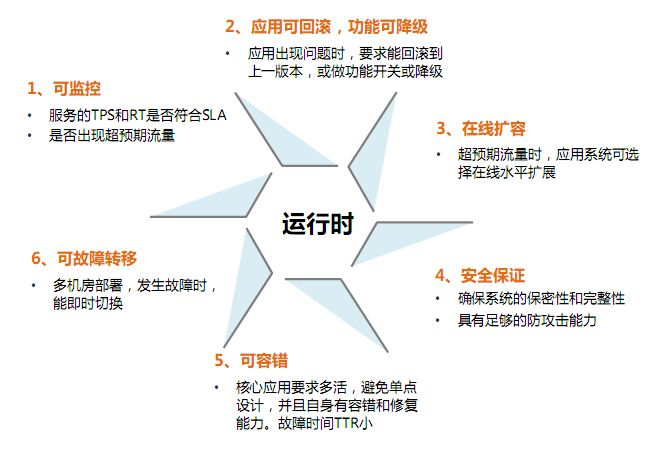 2、应用可回滚，功能可降级
• 应用出现问题时，要求能回滚到
上一版本，或做功能开关或降级
1、可监控
• 服务的TPS和RT是否符合SLA
• 是否出现超预期流量
3、在线扩容
• 超预期流量时，应用系统可选
择在线水平扩展
运行时
6、可故障转移
• 多机房部署，发生故障时，
能即时切换
4、安全保证
• 确保系统的保密性和完整性
• 具有足够的防攻击能力
5、可容错
• 核心应用要求多活，避免单点
设计，并且自身有容错和修复
能力。故障时间TTR小